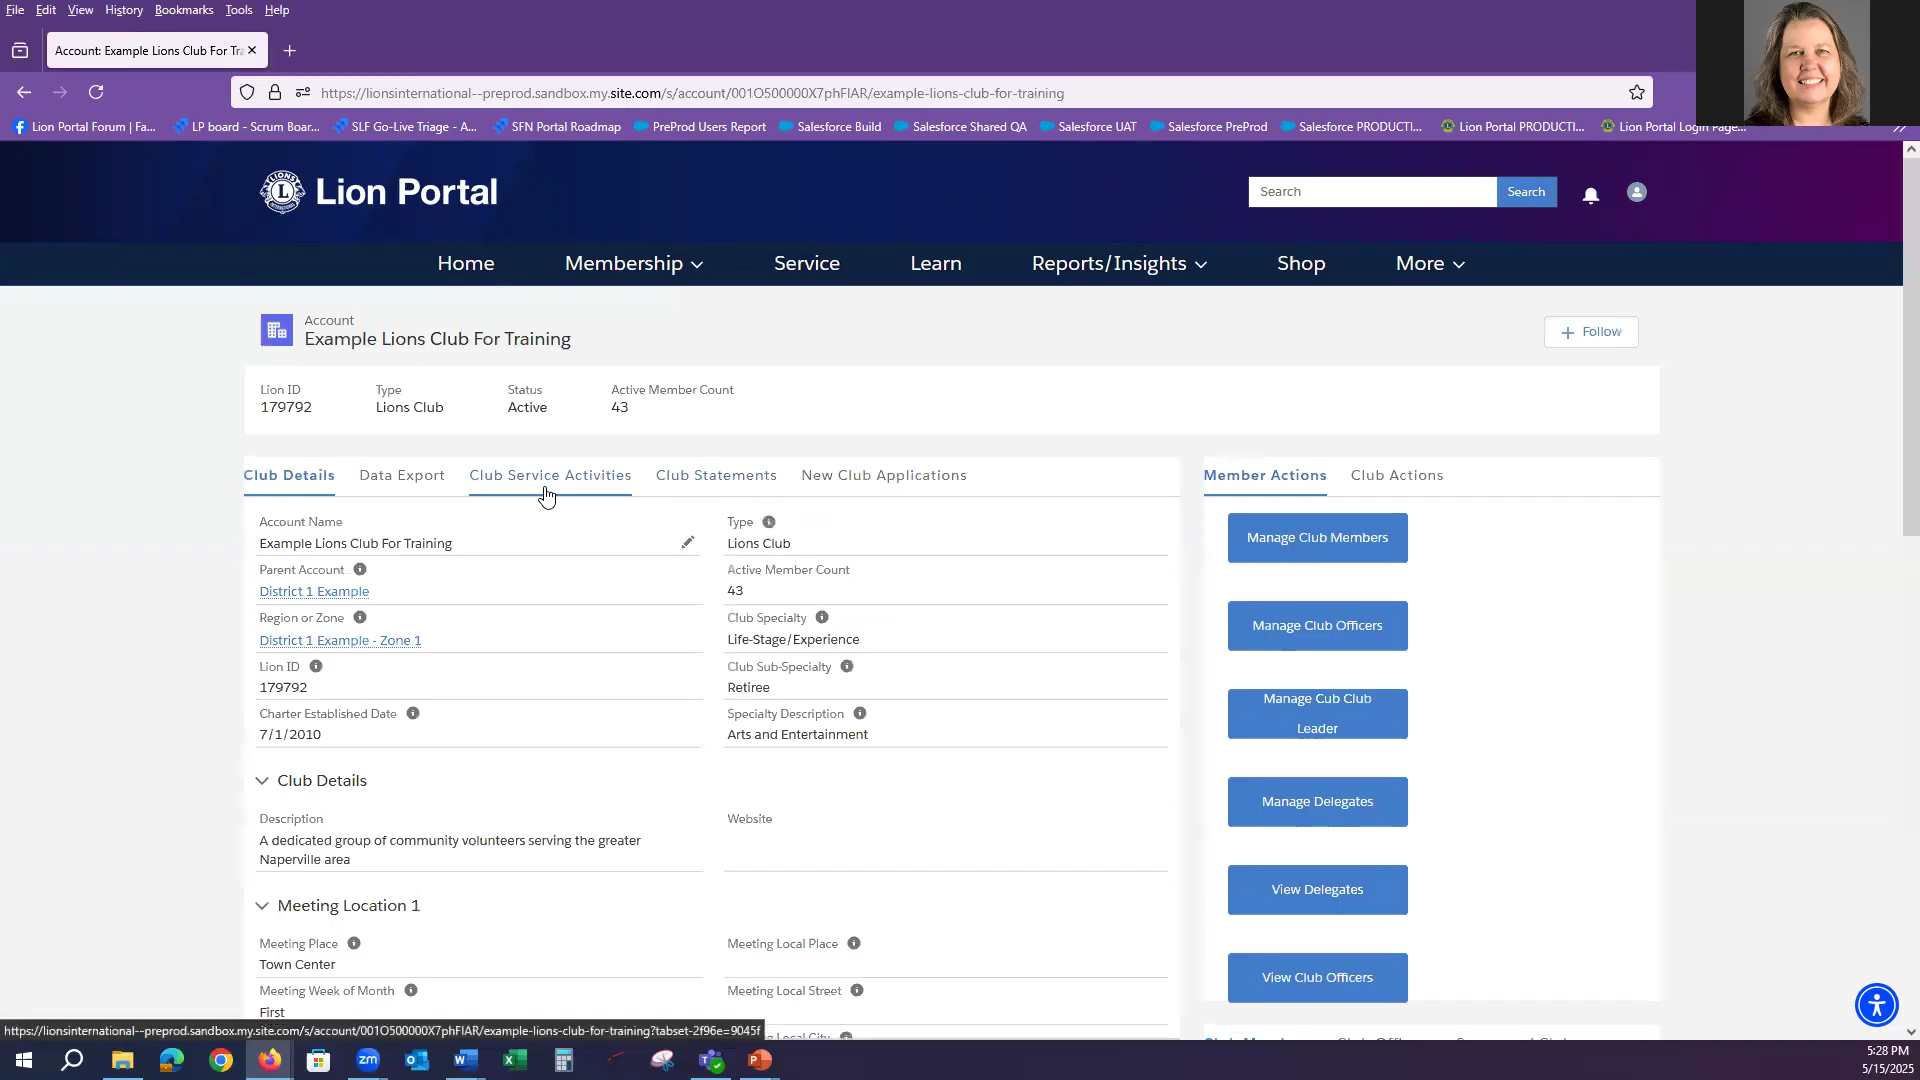 File Edit View History Bookmarks Tools Help
Account: Example Lions Club For Tr
https://lionsinternational--preprod.sandbox.my.site.com/s/account/001O500000X7phFIAR/example-lions-club-for-training
Lion Portal Forum | Fa... LP board - Scrum Boar... SLF Go-Live Triage - A... SFN Portal Roadmap PreProd Users Report Salesforce Build Salesforce Shared QA Salesforce UAT Salesforce PreProd Salesforce PRODUCTI... Lion Portal PRODUCTI... Lion Portal Login Page...
Lion Portal
Search Search
Home Membership Service Learn Reports/Insights Shop More
Account
Example Lions Club For Training
Follow
Lion ID Type Status Active Member Count
179792 Lions Club Active 43
Club Details Data Export Club Service Activities Club Statements New Club Applications
Member Actions Club Actions
Account Name Type
Example Lions Club For Training Lions Club
Parent Account Active Member Count
District 1 Example 43
Region or Zone Club Specialty
District 1 Example - Zone 1 Life-Stage/Experience
Lion ID Club Sub-Specialty
179792 Retiree
Charter Established Date Specialty Description
7/1/2010 Arts and Entertainment
Club Details
Description Website
A dedicated group of community volunteers serving the greater
Naperville area
Meeting Location 1
Meeting Place Meeting Local Place
Town Center
Meeting Week of Month Meeting Local Street
First
Manage Club Members
Manage Club Officers
Manage Cub Club
Leader
Manage Delegates
View Delegates
View Club Officers
https://lionsinternational--preprod.sandbox.my.site.com/s/account/001O500000X7phFIAR/example-lions-club-for-training?tabset-2f96e=9045f
zm
5:28 PM
5/15/2025